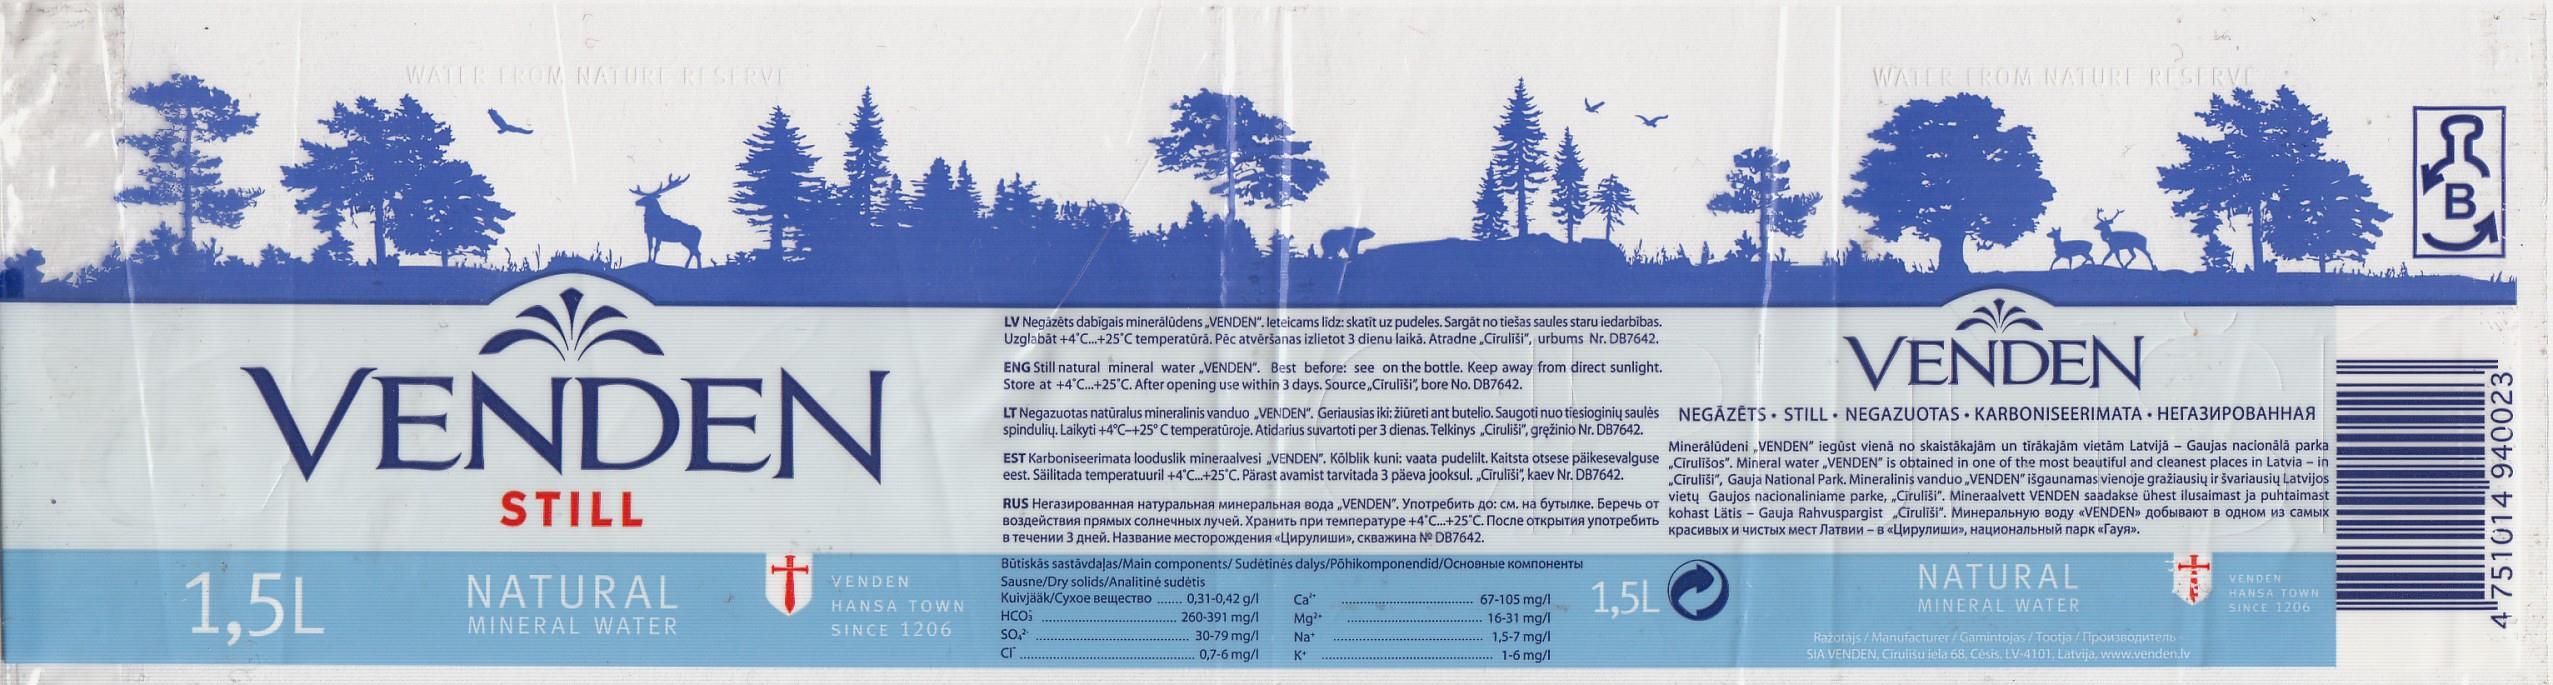 WATER FROM NATURE RESERVE
VENDEN
STILL
1,5L
NATURAL
MINERAL WATER
VENDEN
HANSA TOWN
SINCE 1206
LV Negāzēts dabīgais minerālūdens „VENDEN”. Ieteicams līdz: skatīt uz pudeles. Sargāt no tiešas saules staru iedarbības.
Uzglabāt +4˚C...+25˚C temperatūrā. Pēc atvēršanas izlietot 3 dienu laikā. Atradne „Cīrulīši”, urbums Nr. DB7642.
ENG Still natural mineral water „VENDEN”. Best before: see on the bottle. Keep away from direct sunlight.
Store at +4˚C...+25˚C. After opening use within 3 days. Source „Cīrulīši”, bore No. DB7642.
LT Negazuotas natūralus mineralinis vanduo „VENDEN”. Geriausias iki: žiūreti ant butelio. Saugoti nuo tiesioginių saulės
spindulių. Laikyti +4°C–+25° C temperatūroje. Atidarius suvartoti per 3 dienas. Telkinys „Cīruliši”, gręžinio Nr. DB7642.
EST Karboniseerimata looduslik mineraalvesi „VENDEN”. Kõlblik kuni: vaata pudelilt. Kaitsta otsese päikesevalguse
eest. Säilitada temperatuuril +4˚C...+25˚C. Pärast avamist tarvitada 3 päeva jooksul. „Cīrulīši”, kaev Nr. DB7642.
RUS Негазированная натуральная минеральная вода „VENDEN”. Употребить до: см. на бутылке. Беречь от
воздействия прямых солнечных лучей. Хранить при температуре +4˚C...+25˚C. После открытия употребить
в течении 3 дней. Название месторождения «Цирулиши», скважина № DB7642.
Būtiskās sastāvdaļas/Main components/ Sudėtinės dalys/Põhikomponendid/Основные компоненты
Sausne/Dry solids/Analitinė sudėtis
Kuivjääk/Сухое вещество ....... 0,31-0,42 g/l
HCO₃⁻ ........ 260-391 mg/l
SO₄²⁻ ........ 30-79 mg/l
Cl⁻ ........ 0,7-6 mg/l
Ca²⁺ ........ 67-105 mg/l
Mg²⁺ ........ 16-31 mg/l
Na⁺ ........ 1,5-7 mg/l
K⁺ ........ 1-6 mg/l
1,5L
WATER FROM NATURE RESERVE
VENDEN
NEGĀZĒTS • STILL • NEGAZUOTAS • KARBONISEERIMATA • НЕГАЗИРОВАННАЯ
Minerālūdeni „VENDEN” iegūst vienā no skaistākajām un tīrākajām vietām Latvijā – Gaujas nacionālā parka
„Cīrulīšos”. Mineral water „VENDEN” is obtained in one of the most beautiful and cleanest places in Latvia – in
„Cīrulīši”, Gauja National Park. Mineralinis vanduo „VENDEN” išgaunamas vienoje gražiausių ir švariausių Latvijos
vietų Gaujos nacionaliniame parke, „Cīrulīši”. Mineraalvett VENDEN saadakse ühest ilusaimast ja puhtaimast
kohast Lätis – Gauja Rahvuspargist „Cīrulīši”. Минеральную воду «VENDEN» добывают в одном из самых
красивых и чистых мест Латвии – в «Цирулиши», национальный парк «Гауя».
NATURAL
MINERAL WATER
VENDEN
HANSA TOWN
SINCE 1206
Ražotājs / Manufacturer / Gamintojas / Tootja / Производитель
SIA VENDEN, Cīrulīšu iela 68, Cēsis, LV-4101, Latvija, www.venden.lv
B
4 751014 940023